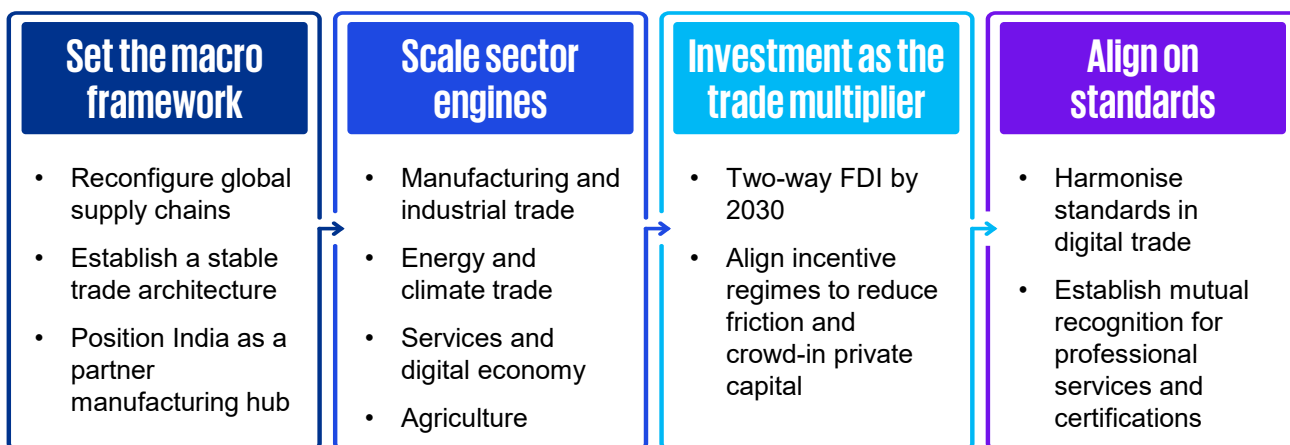 Set the macro
framework
• Reconfigure global
supply chains
• Establish a stable
trade architecture
• Position India as a
partner
manufacturing hub
Scale sector
engines
• Manufacturing and
industrial trade
• Energy and
climate trade
• Services and
digital economy
• Agriculture
Investment as the
trade multiplier
• Two-way FDI by
2030
• Align incentive
regimes to reduce
friction and
crowd-in private
capital
Align on
standards
• Harmonise
standards in
digital trade
• Establish mutual
recognition for
professional
services and
certifications